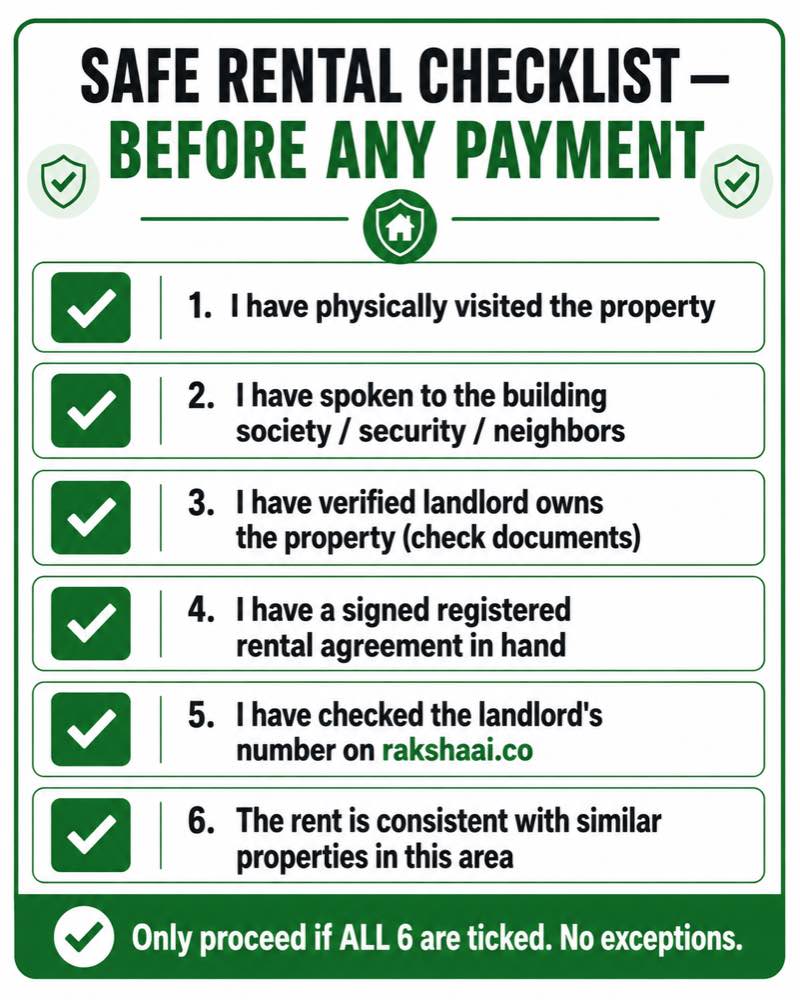 SAFE RENTAL CHECKLIST –
BEFORE ANY PAYMENT
1. I have physically visited the property
2. I have spoken to the building
society / security / neighbors
3. I have verified landlord owns
the property (check documents)
4. I have a signed registered
rental agreement in hand
5. I have checked the landlord's
number on rakshaai.co
6. The rent is consistent with similar
properties in this area
Only proceed if ALL 6 are ticked. No exceptions.